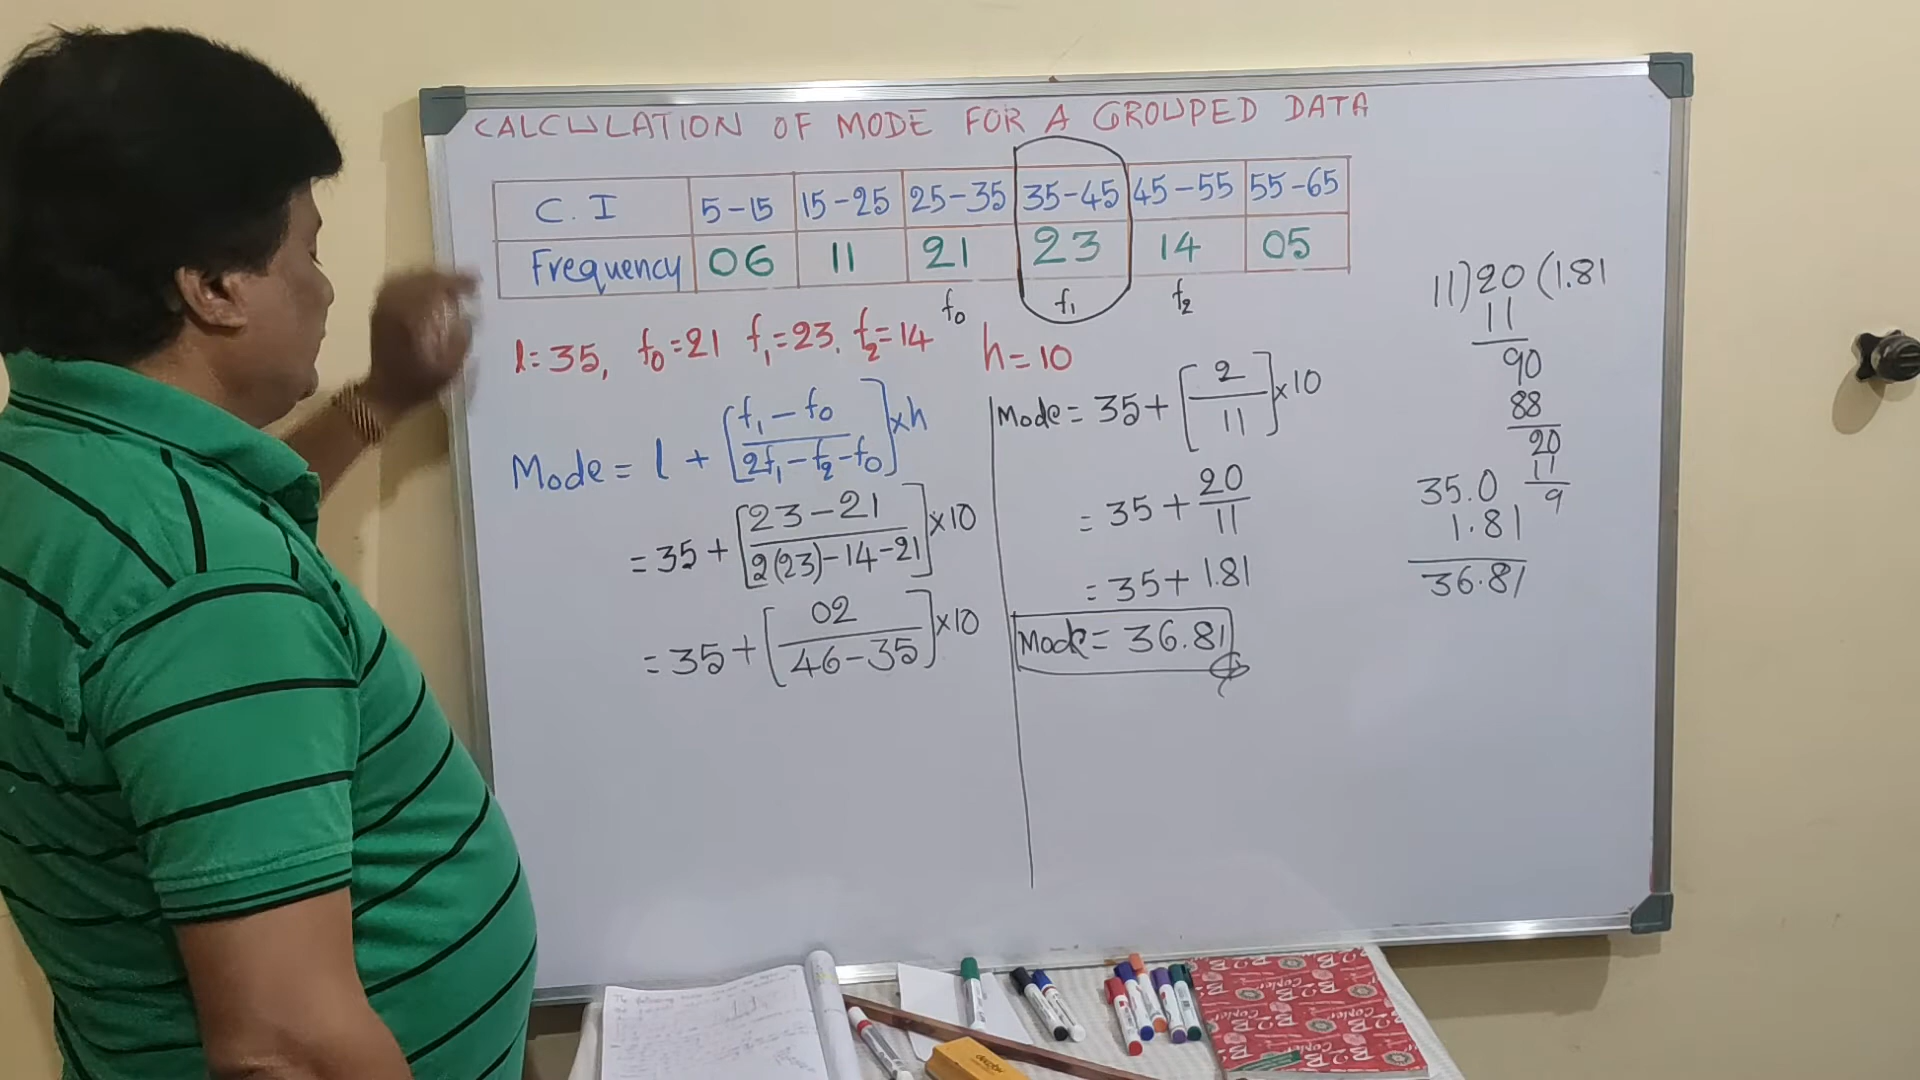 CALCULATION OF MODE FOR A GROUPED DATA
C.I 5-15 15-25 25-35 35-45 45-55 55-65
Frequency 06 11 21 23 14 05
f₀ f₁ f₂
l=35, f₀=21 f₁=23. f₂=14 h=10
Mode = l + [f₁-f₀ / 2f₁-f₂-f₀] ×h
= 35 + [23-21 / 2(23)-14-21] ×10
= 35 + [02 / 46-35] ×10
Mode = 35 + [2 / 11] ×10
= 35 + 20/11
= 35 + 1.81
Mode = 36.81
11)20(1.81
11
90
88
20
11
9
35.0
1.81
36.81